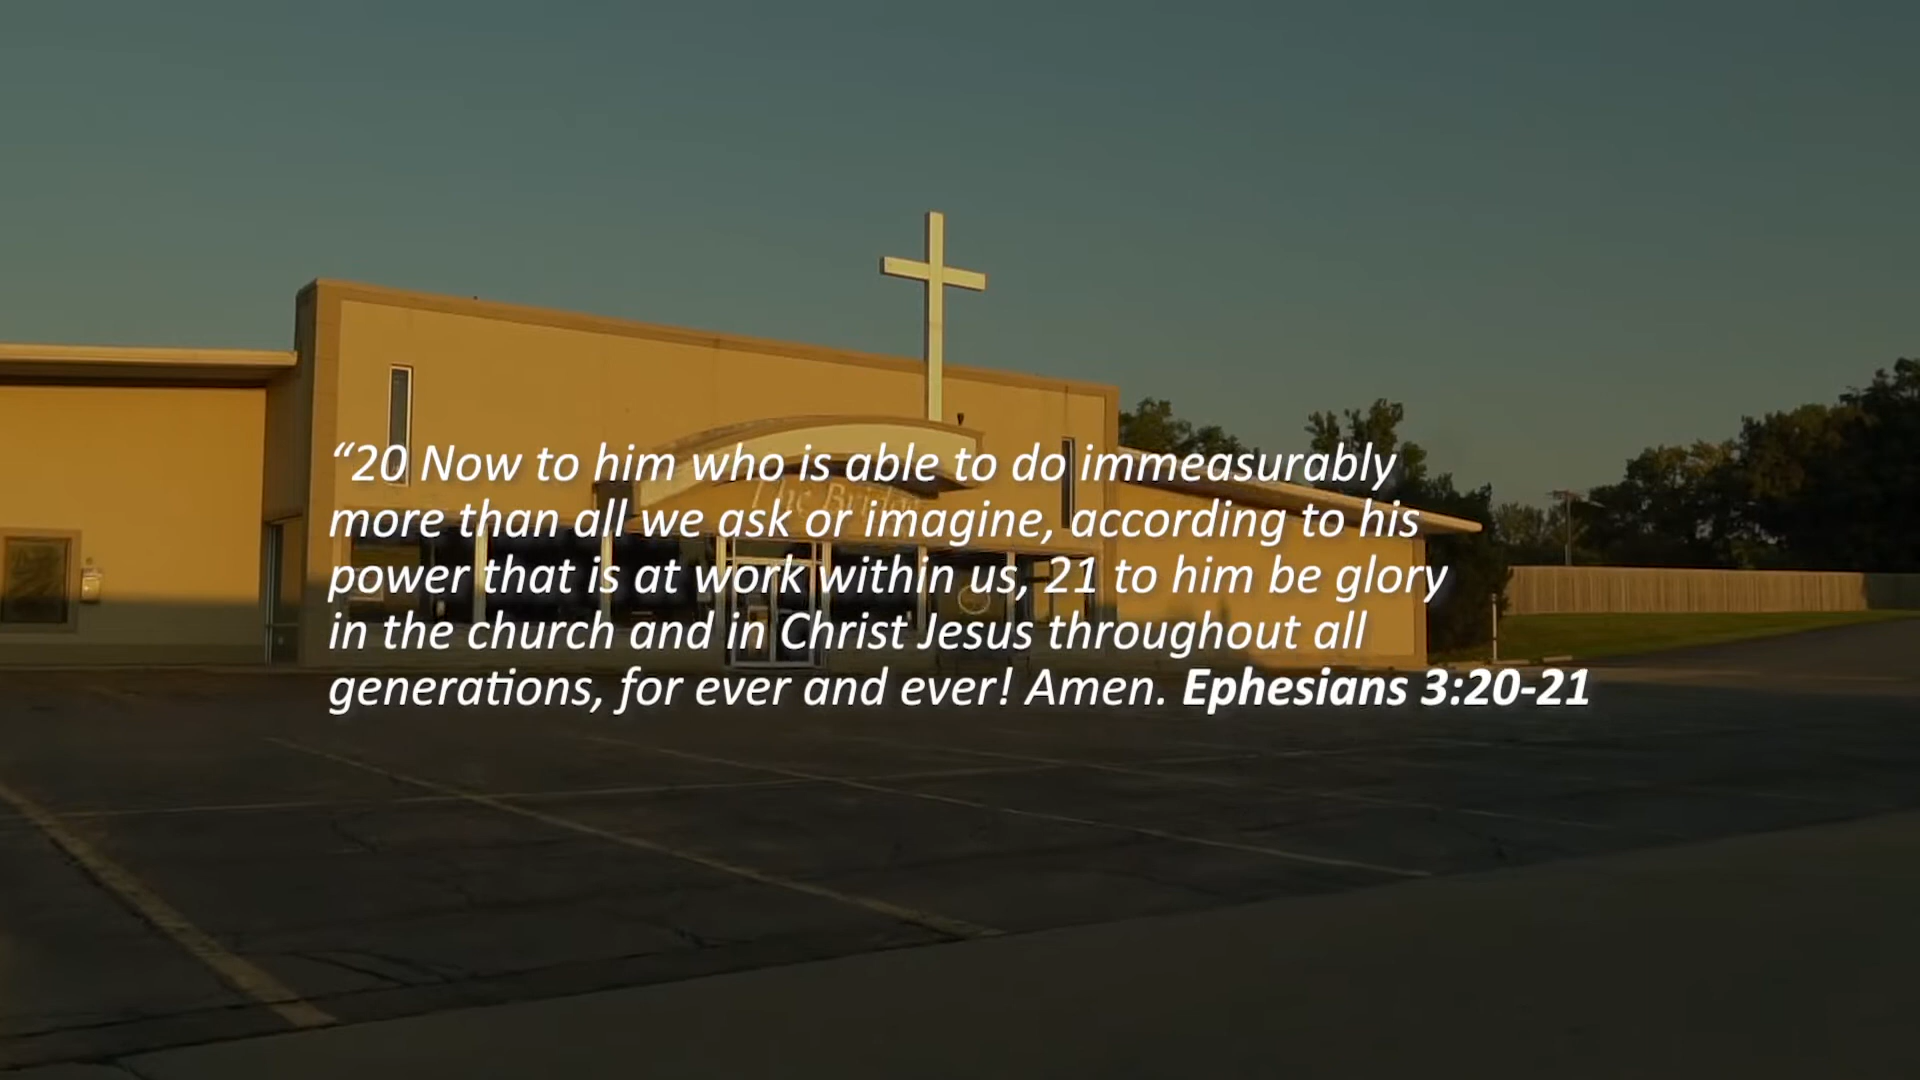 The Bridge
“20 Now to him who is able to do immeasurably
more than all we ask or imagine, according to his
power that is at work within us, 21 to him be glory
in the church and in Christ Jesus throughout all
generations, for ever and ever! Amen. Ephesians 3:20-21